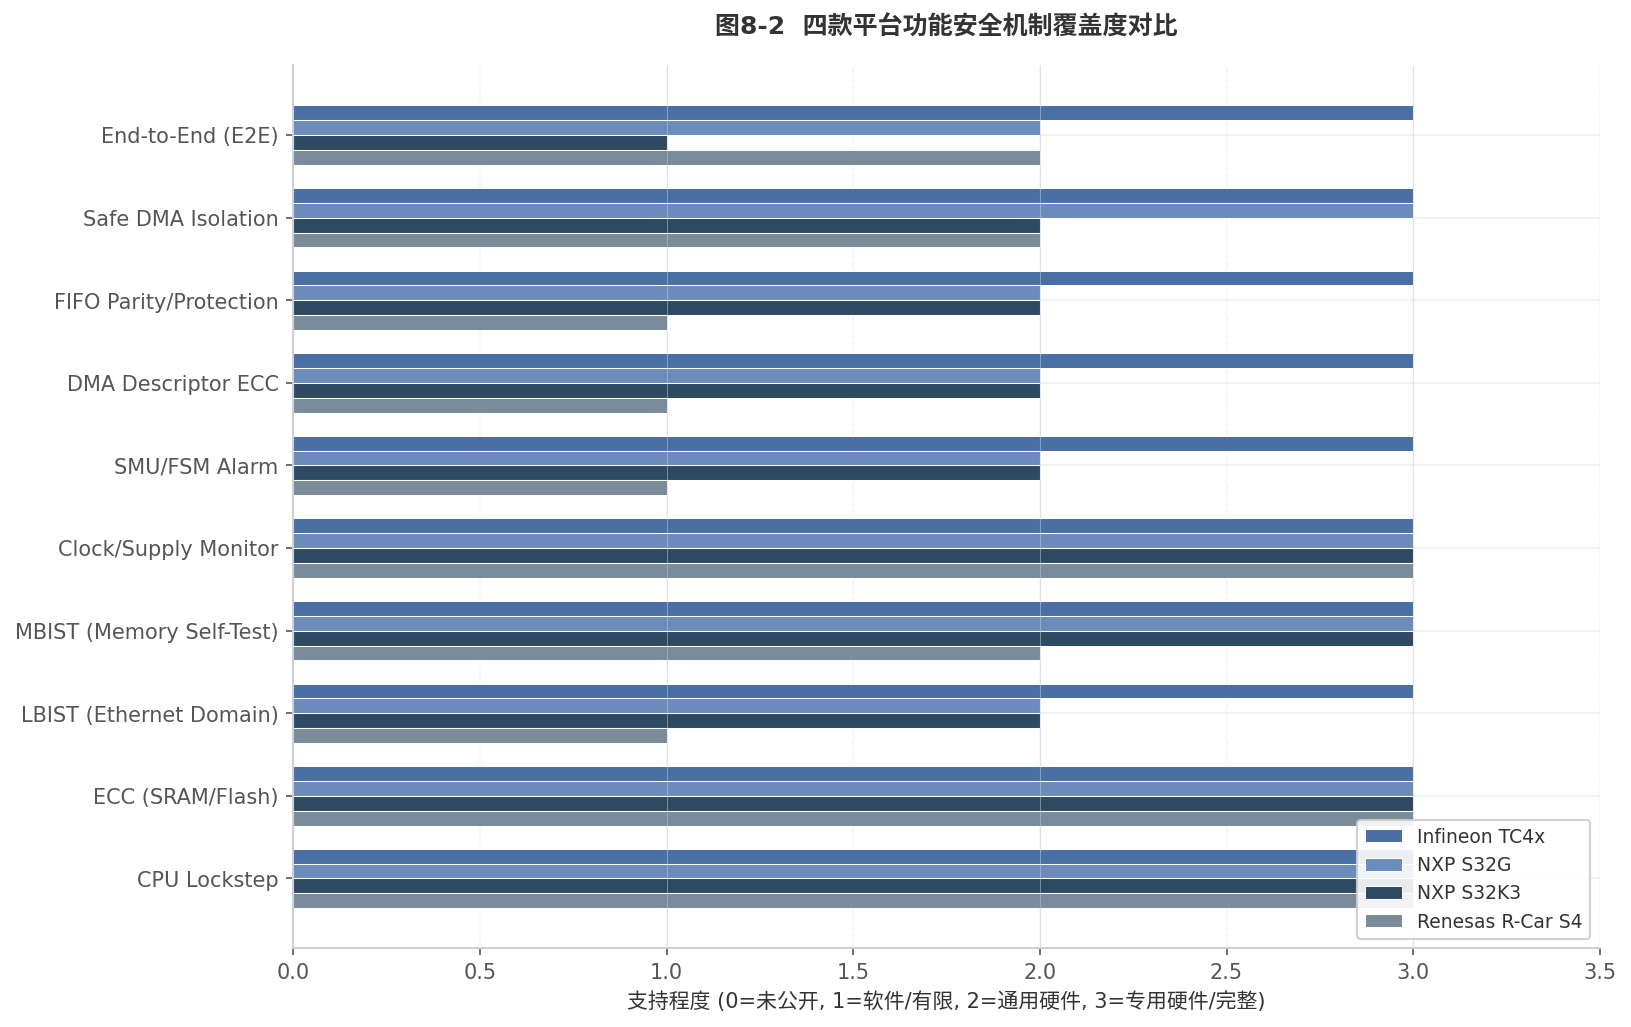 图8-2 四款平台功能安全机制覆盖度对比
End-to-End (E2E)
Safe DMA Isolation
FIFO Parity/Protection
DMA Descriptor ECC
SMU/FSM Alarm
Clock/Supply Monitor
MBIST (Memory Self-Test)
LBIST (Ethernet Domain)
ECC (SRAM/Flash)
CPU Lockstep
Infineon TC4x
NXP S32G
NXP S32K3
Renesas R-Car S4
0.0 0.5 1.0 1.5 2.0 2.5 3.0 3.5
支持程度 (0=未公开, 1=软件/有限, 2=通用硬件, 3=专用硬件/完整)